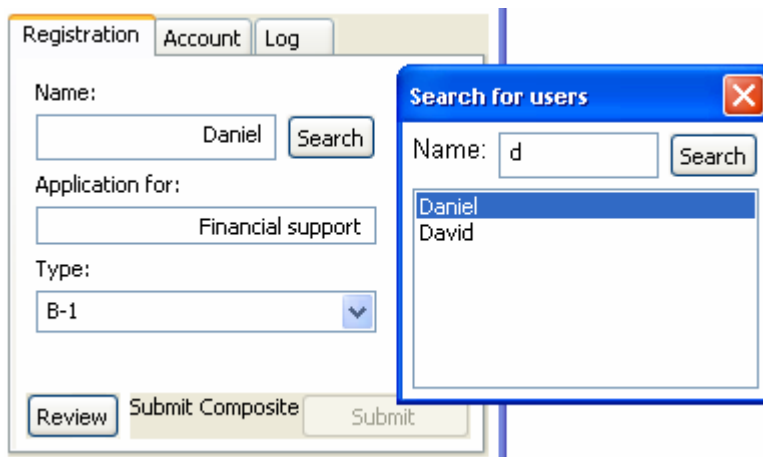 Registration Account Log
Name:
Daniel Search
Application for:
Financial support
Type:
B-1
Review Submit Composite Submit
Search for users
Name: d Search
Daniel
David